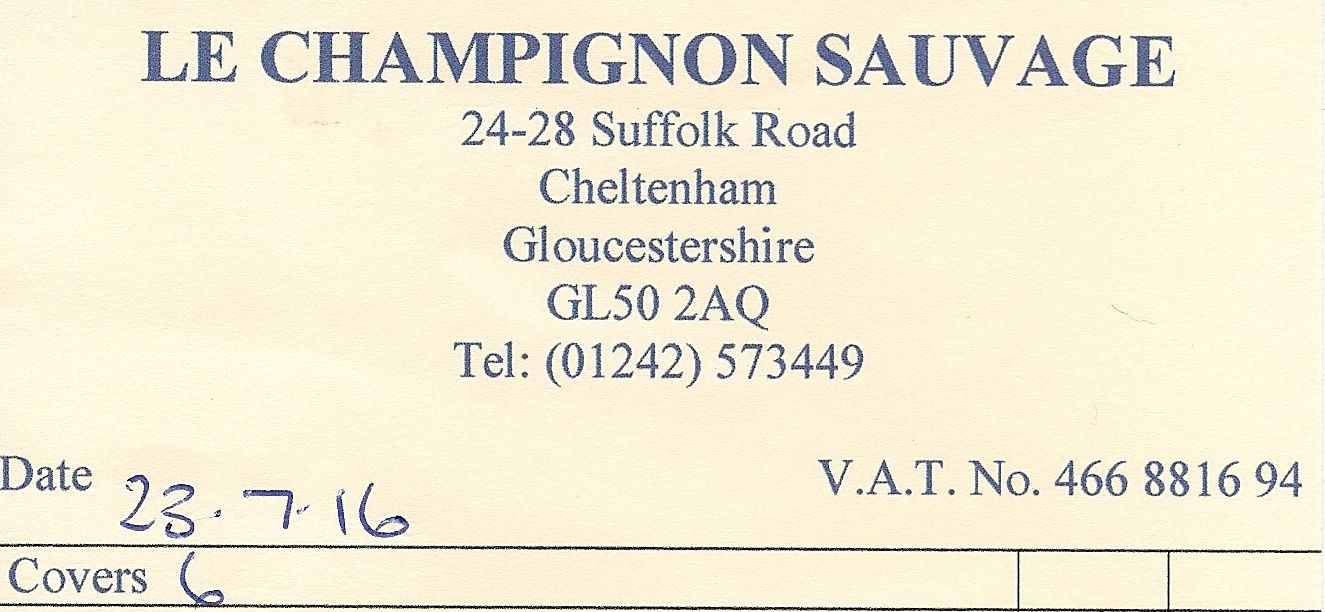 LE CHAMPIGNON SAUVAGE
24-28 Suffolk Road
Cheltenham
Gloucestershire
GL50 2AQ
Tel: (01242) 573449
Date 23.7.16 V.A.T. No. 466 8816 94
Covers 6